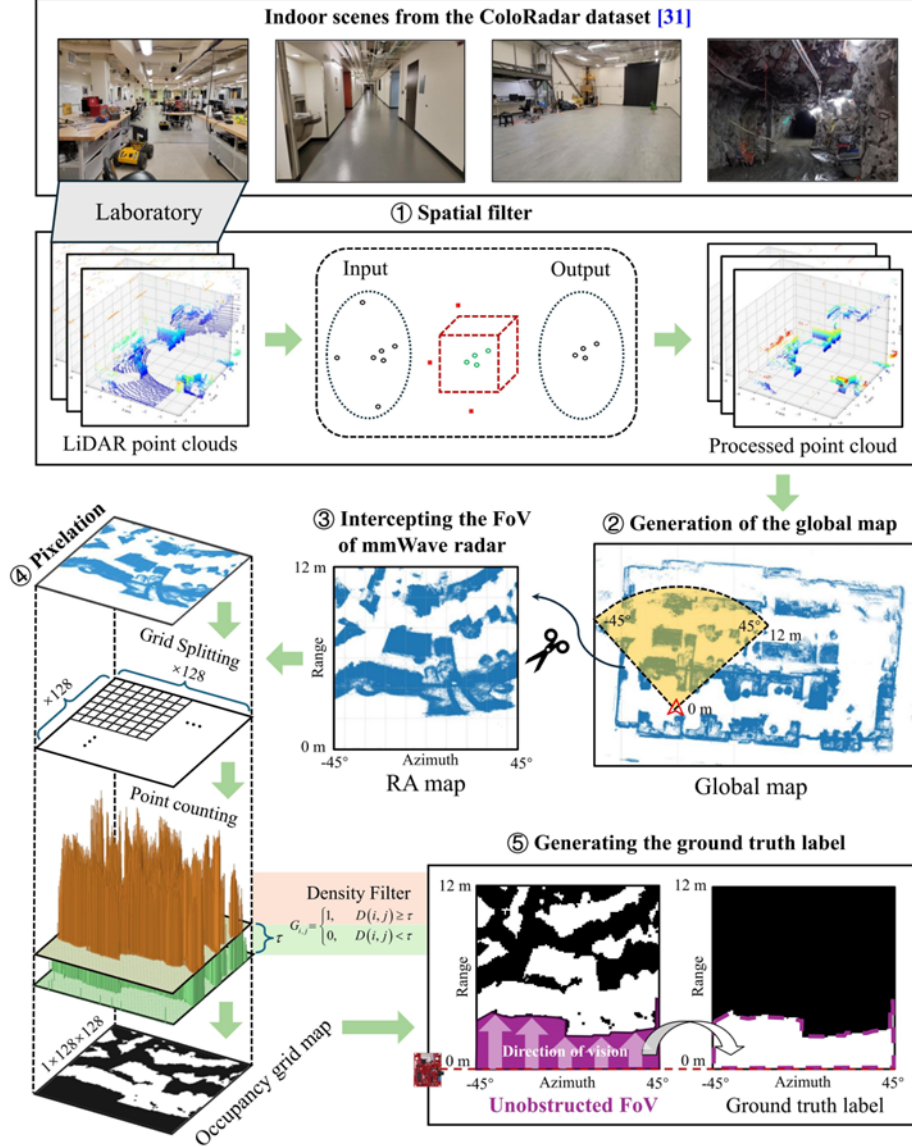 Indoor scenes from the ColoRadar dataset [31]
Laboratory
① Spatial filter
Input
Output
LiDAR point clouds
Processed point cloud
② Generation of the global map
-45°
45°
12 m
0 m
Global map
③ Intercepting the FoV
of mmWave radar
12 m
Range
0 m
-45°
Azimuth
45°
RA map
④ Pixelation
Grid Splitting
×128
×128
...
...
Point counting
τ
Density Filter
G_{i,j} = { 1, D(i, j) ≥ τ
0, D(i, j) < τ
1×128×128
Occupancy grid map
⑤ Generating the ground truth label
12 m
Range
0 m
Direction of vision
-45°
Azimuth
45°
Unobstructed FoV
12 m
Range
0 m
-45°
Azimuth
45°
Ground truth label